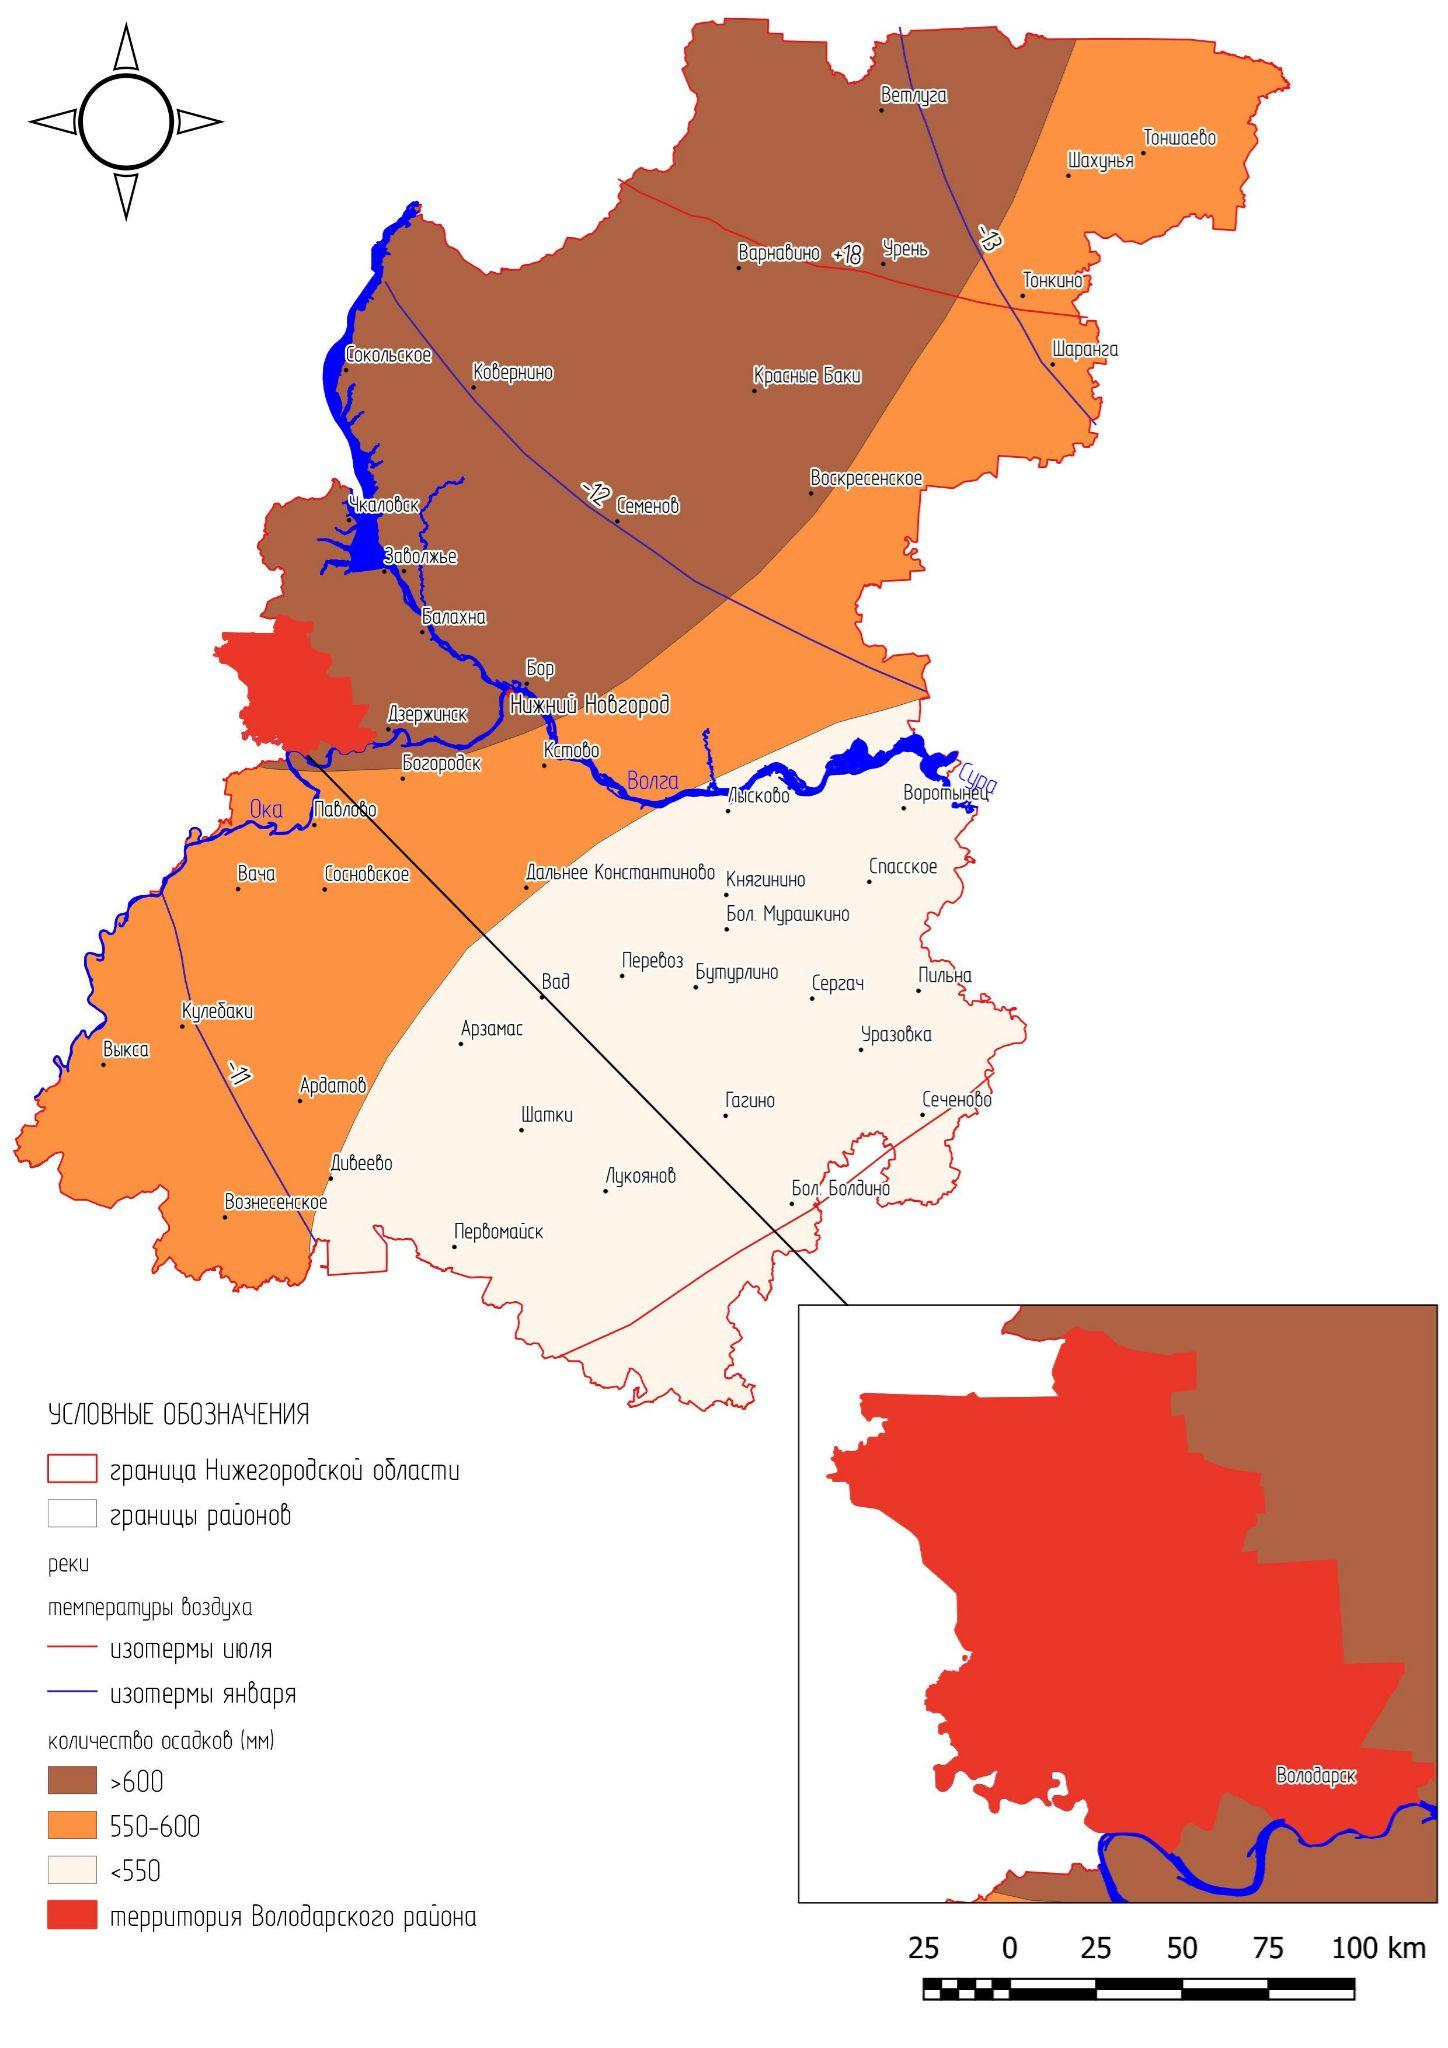 Ветлуга
Тоншаево
Шахунья
-13
Варнавино
+18
Урень
Тонкино
Сокольское
Ковернино
Красные Баки
Шаранга
-12
Семенов
Воскресенское
Чкаловск
Заволжье
Балахна
Бор
Нижний Новгород
Дзержинск
Богородск
Кстово
Волга
Лысково
Сура
Воротынец
Ока
Павлово
Вача
Сосновское
Дальнее Константиново
Княгинино
Спасское
Бол. Мурашкино
Перевоз
Бутурлино
Вад
Сергач
Пильна
Кулебаки
Арзамас
Уразовка
Выкса
-11
Ардатов
Шатки
Гагино
Сеченово
Дивеево
Лукоянов
Бол. Болдино
Вознесенское
Первомайск
УСЛОВНЫЕ ОБОЗНАЧЕНИЯ
граница Нижегородской области
границы районов
реки
температуры воздуха
изотермы июля
изотермы января
количество осадков (мм)
>600
550-600
<550
территория Володарского района
Володарск
25 0 25 50 75 100 km